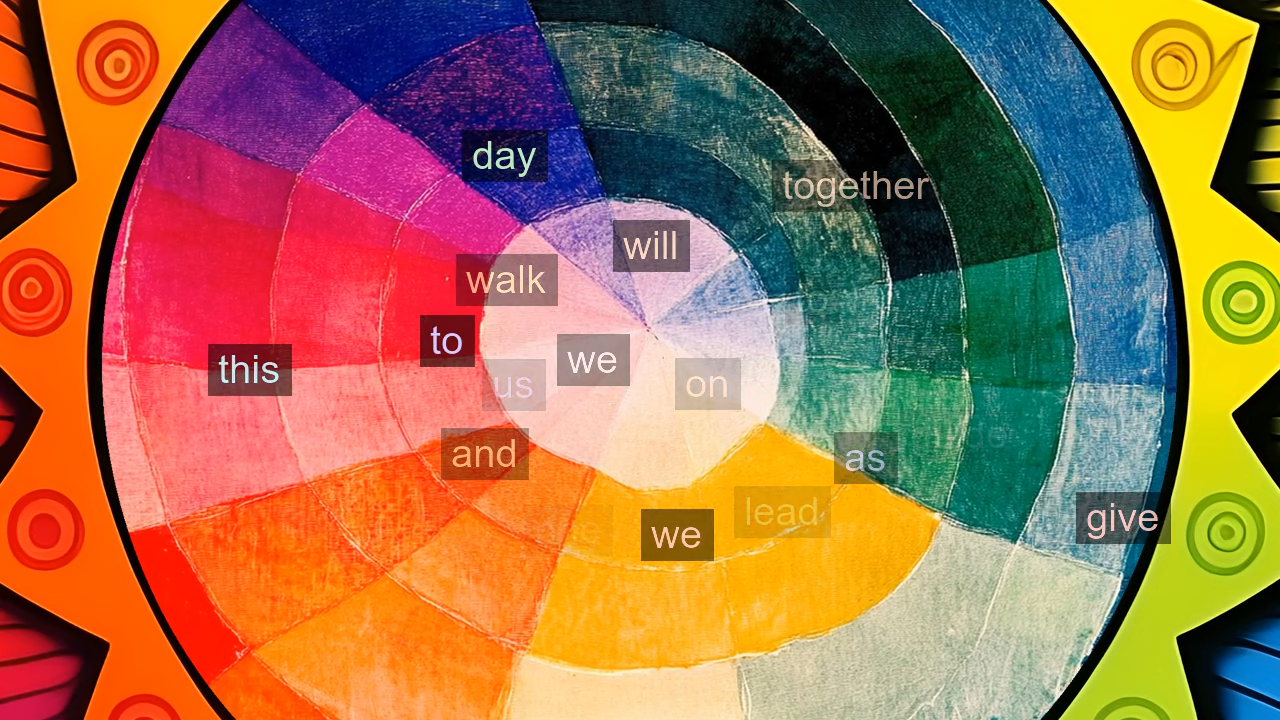 day
together
will
walk
to
we
this
us
on
and
as
lead
we
give